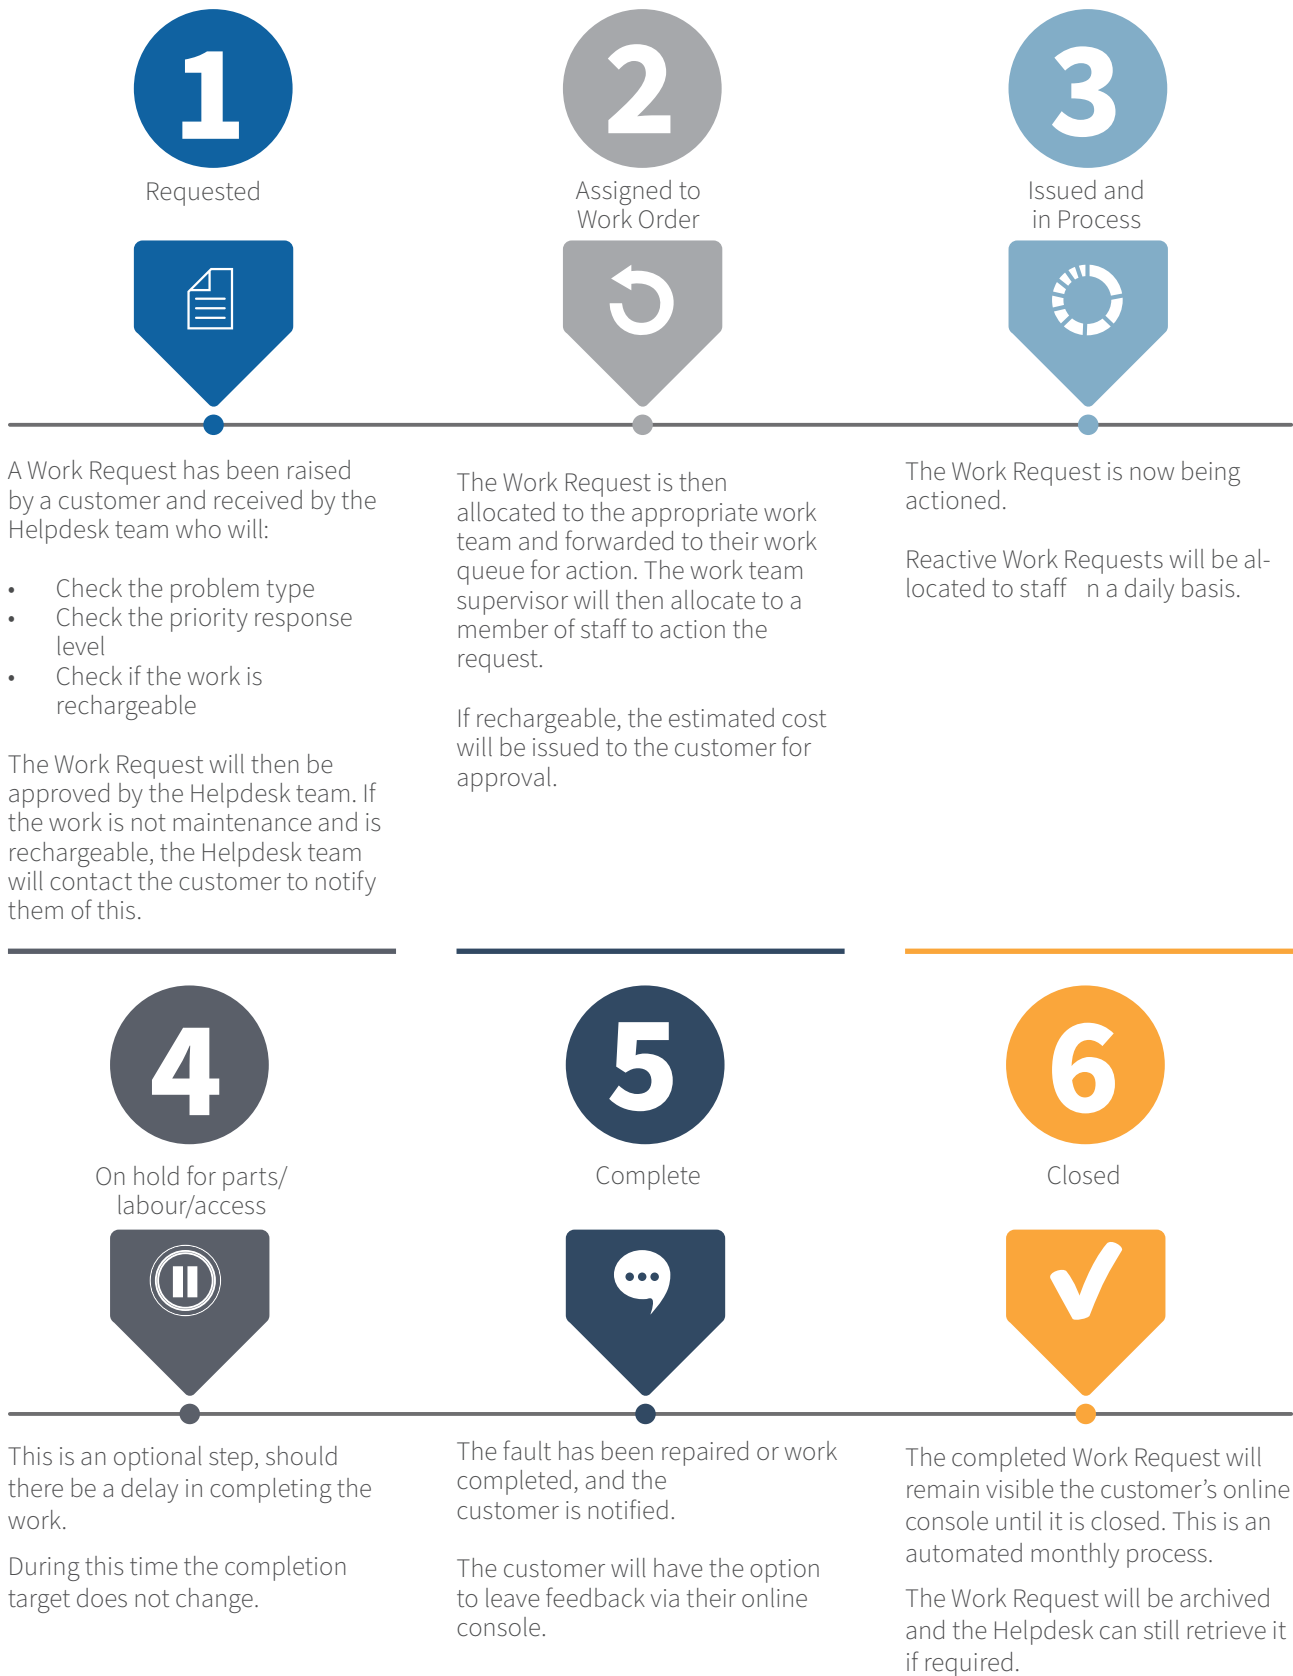 1
Requested
A Work Request has been raised
by a customer and received by the
Helpdesk team who will:
• Check the problem type
• Check the priority response
level
• Check if the work is
rechargeable
The Work Request will then be
approved by the Helpdesk team. If
the work is not maintenance and is
rechargeable, the Helpdesk team
will contact the customer to notify
them of this.
2
Assigned to
Work Order
The Work Request is then
allocated to the appropriate work
team and forwarded to their work
queue for action. The work team
supervisor will then allocate to a
member of staff to action the
request.
If rechargeable, the estimated cost
will be issued to the customer for
approval.
3
Issued and
in Process
The Work Request is now being
actioned.
Reactive Work Requests will be al-
located to staff n a daily basis.
4
On hold for parts/
labour/access
This is an optional step, should
there be a delay in completing the
work.
During this time the completion
target does not change.
5
Complete
The fault has been repaired or work
completed, and the
customer is notified.
The customer will have the option
to leave feedback via their online
console.
6
Closed
The completed Work Request will
remain visible the customer's online
console until it is closed. This is an
automated monthly process.
The Work Request will be archived
and the Helpdesk can still retrieve it
if required.